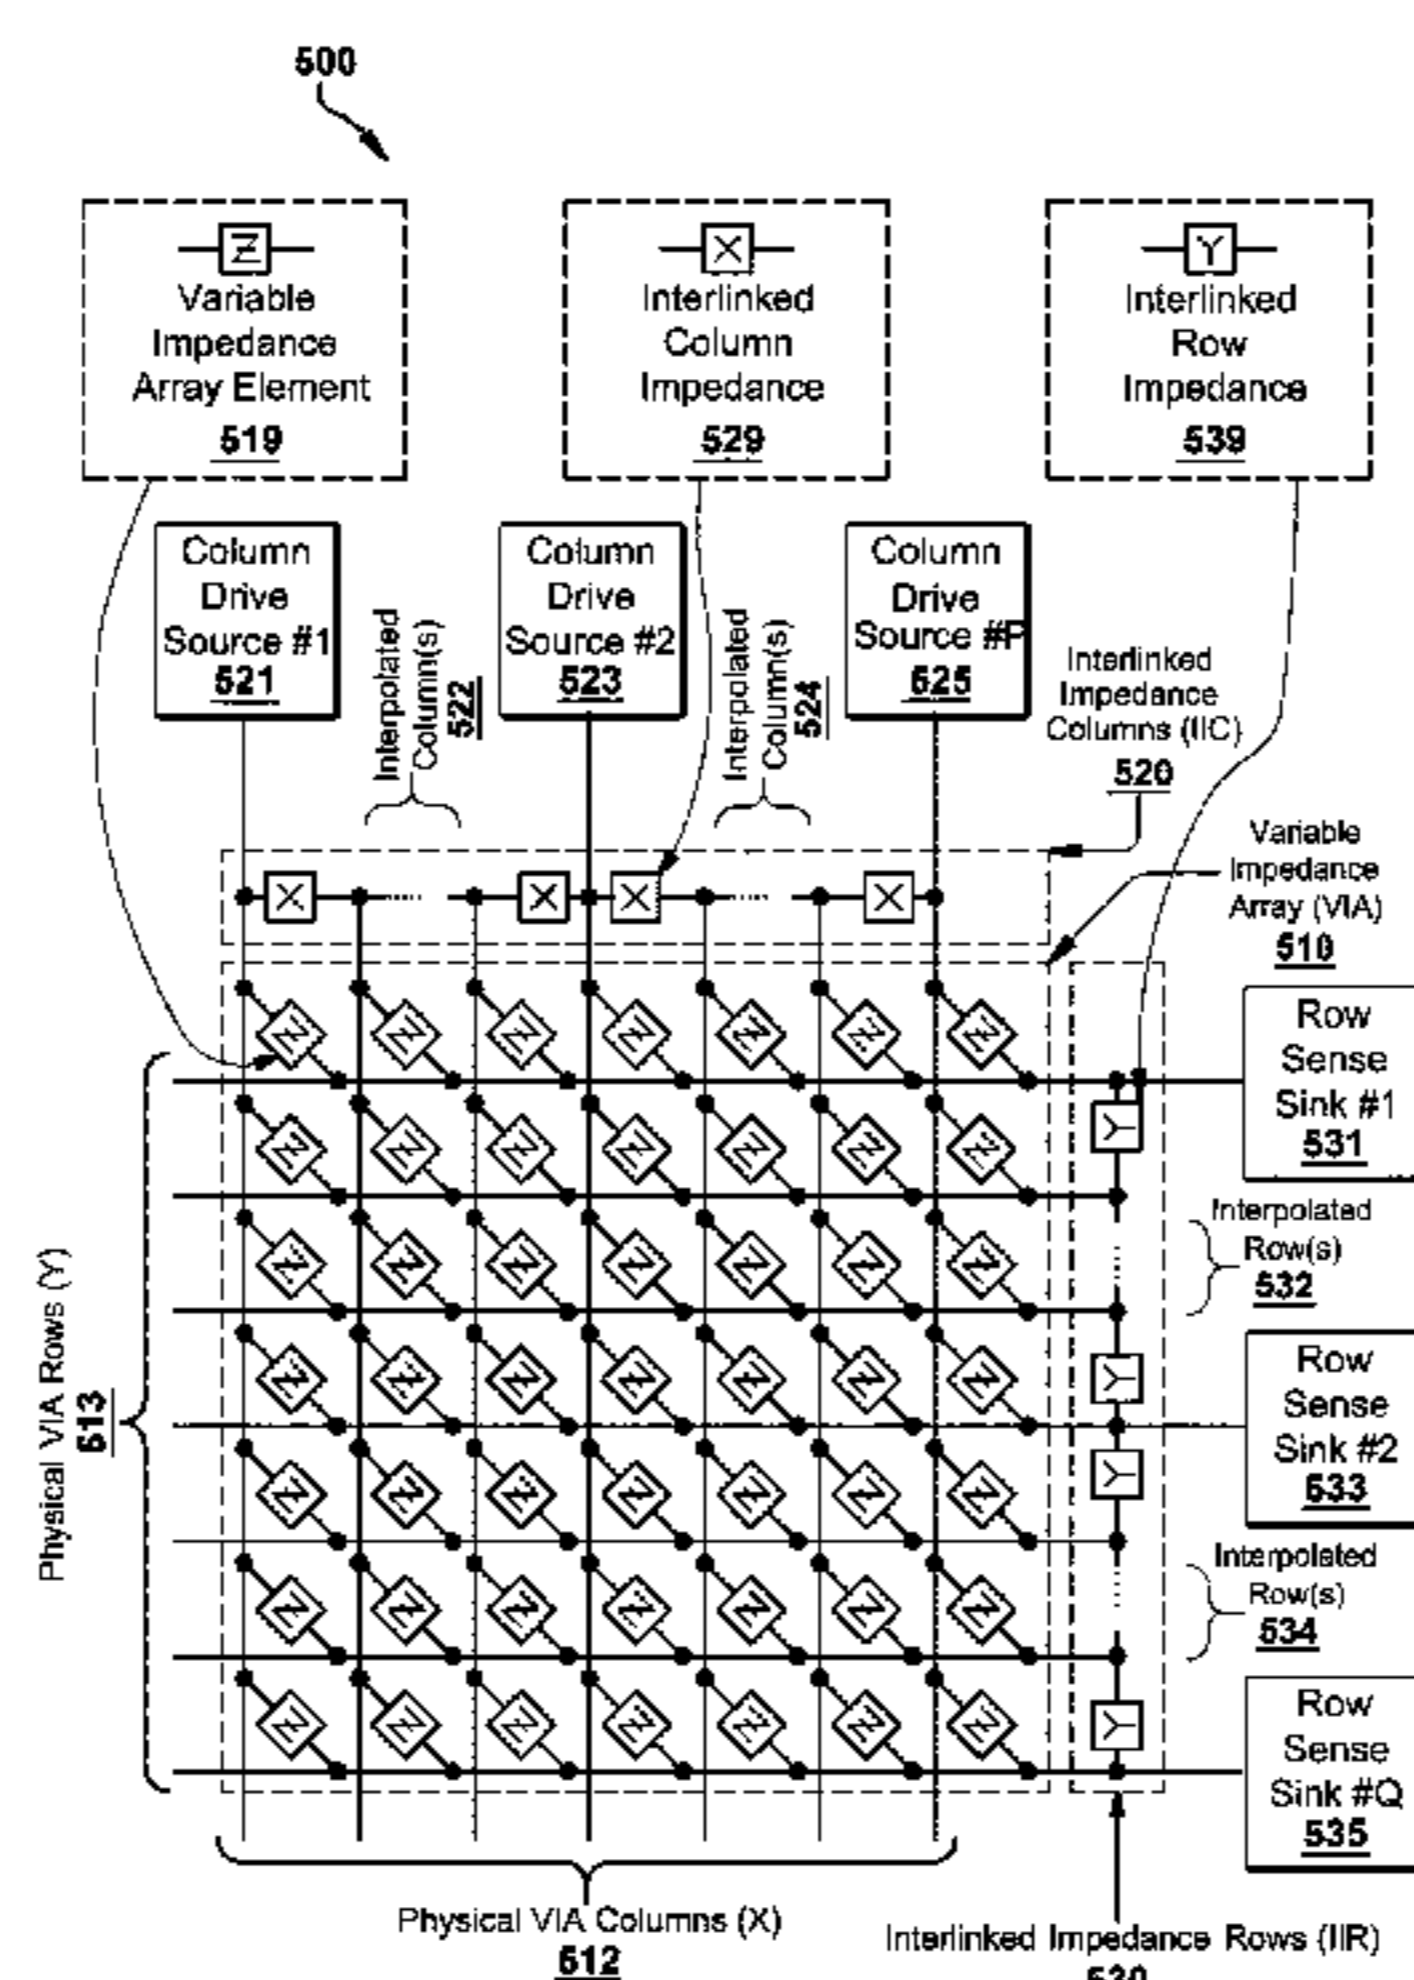 500
Z
Variable
Impedance
Array Element
519
X
Interlinked
Column
Impedance
529
Y
Interlinked
Row
Impedance
539
Column
Drive
Source #1
521
Interpolated
Column(s)
522
Column
Drive
Source #2
523
Interpolated
Column(s)
524
Column
Drive
Source #P
525
Interlinked
Impedance
Columns (IIC)
520
Variable
Impedance
Array (VIA)
510
X X X X
Z Z Z Z Z Z Z
Row
Sense
Sink #1
531
Y
Z Z Z Z Z Z Z
Interpolated
Row(s)
532
Z Z Z Z Z Z Z
Physical VIA Rows (Y)
513
Z Z Z Z Z Z Z
Y
Row
Sense
Sink #2
533
Z Z Z Z Z Z Z
Y
Interpolated
Row(s)
534
Z Z Z Z Z Z Z
Z Z Z Z Z Z Z
Y
Row
Sense
Sink #Q
535
Physical VIA Columns (X)
512
Interlinked Impedance Rows (IIR)
530